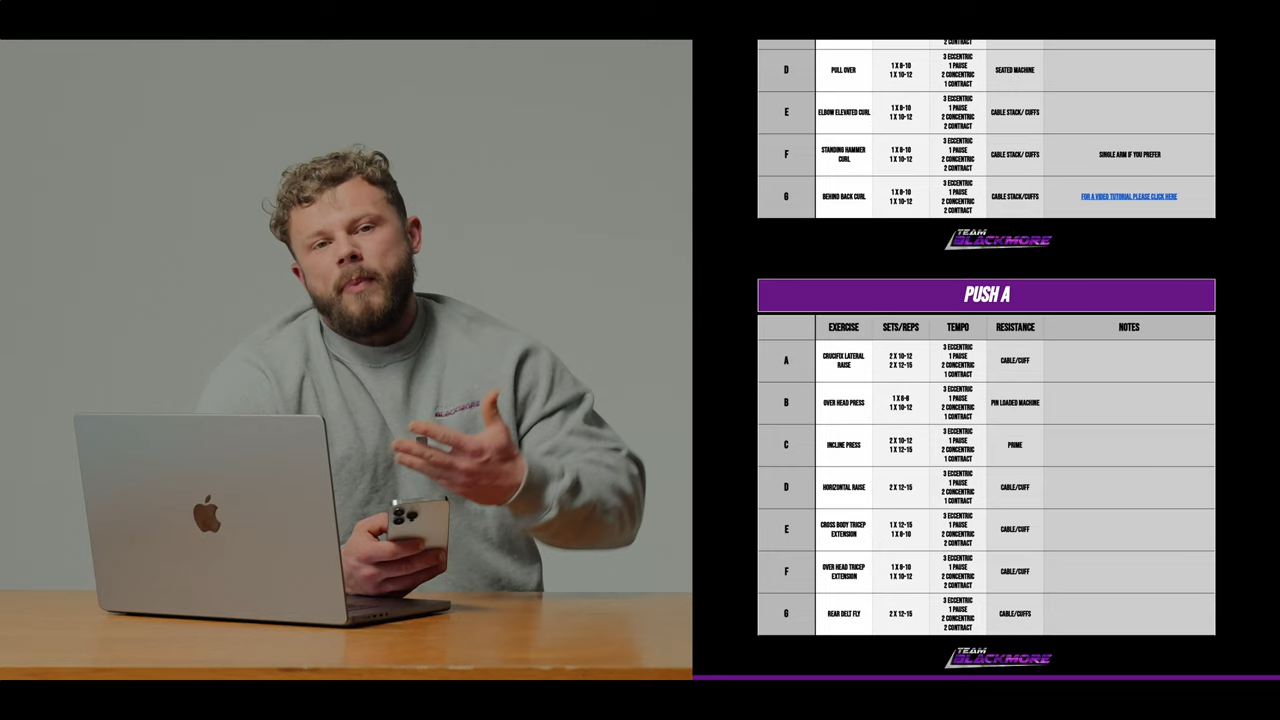 2 CONTRACT
D
PULL OVER
1 X 8-10
1 X 10-12
3 ECCENTRIC
1 PAUSE
2 CONCENTRIC
1 CONTRACT
SEATED MACHINE
E
ELBOW ELEVATED CURL
1 X 8-10
1 X 10-12
3 ECCENTRIC
1 PAUSE
2 CONCENTRIC
2 CONTRACT
CABLE STACK/ CUFFS
F
STANDING HAMMER
CURL
1 X 8-10
1 X 10-12
3 ECCENTRIC
1 PAUSE
2 CONCENTRIC
2 CONTRACT
CABLE STACK/ CUFFS
SINGLE ARM IF YOU PREFER
G
BEHIND BACK CURL
1 X 8-10
1 X 10-12
3 ECCENTRIC
1 PAUSE
2 CONCENTRIC
2 CONTRACT
CABLE STACK/CUFFS
FOR A VIDEO TUTORIAL PLEASE CLICK HERE
TEAM
BLACKMORE
PUSH A
EXERCISE
SETS/REPS
TEMPO
RESISTANCE
NOTES
A
CRUCIFIX LATERAL
RAISE
2 X 10-12
2 X 12-15
3 ECCENTRIC
1 PAUSE
2 CONCENTRIC
1 CONTRACT
CABLE/CUFF
B
OVER HEAD PRESS
1 X 6-8
1 X 10-12
3 ECCENTRIC
1 PAUSE
2 CONCENTRIC
1 CONTRACT
PIN LOADED MACHINE
C
INCLINE PRESS
2 X 10-12
1 X 12-15
3 ECCENTRIC
1 PAUSE
2 CONCENTRIC
1 CONTRACT
PRIME
D
HORIZONTAL RAISE
2 X 12-15
3 ECCENTRIC
1 PAUSE
2 CONCENTRIC
1 CONTRACT
CABLE/CUFF
E
CROSS BODY TRICEP
EXTENSION
1 X 12-15
1 X 8-10
3 ECCENTRIC
1 PAUSE
2 CONCENTRIC
2 CONTRACT
CABLE/CUFF
F
OVER HEAD TRICEP
EXTENSION
1 X 8-10
1 X 10-12
3 ECCENTRIC
1 PAUSE
2 CONCENTRIC
2 CONTRACT
CABLE/CUFF
G
REAR DELT FLY
2 X 12-15
3 ECCENTRIC
1 PAUSE
2 CONCENTRIC
2 CONTRACT
CABLE/CUFFS
TEAM
BLACKMORE
BLACKMORE